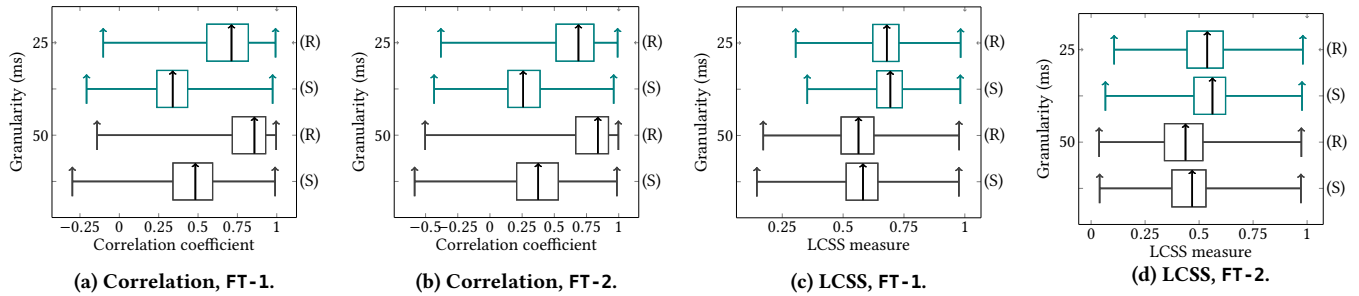 Granularity (ms)
25
50
(R)
(S)
(R)
(S)
−0.25 0 0.25 0.5 0.75 1
Correlation coefficient
(a) Correlation, FT-1.
Granularity (ms)
25
50
(R)
(S)
(R)
(S)
−0.5−0.25 0 0.25 0.5 0.75 1
Correlation coefficient
(b) Correlation, FT-2.
Granularity (ms)
25
50
(R)
(S)
(R)
(S)
0.25 0.5 0.75 1
LCSS measure
(c) LCSS, FT-1.
Granularity (ms)
25
50
(R)
(S)
(R)
(S)
0 0.25 0.5 0.75 1
LCSS measure
(d) LCSS, FT-2.